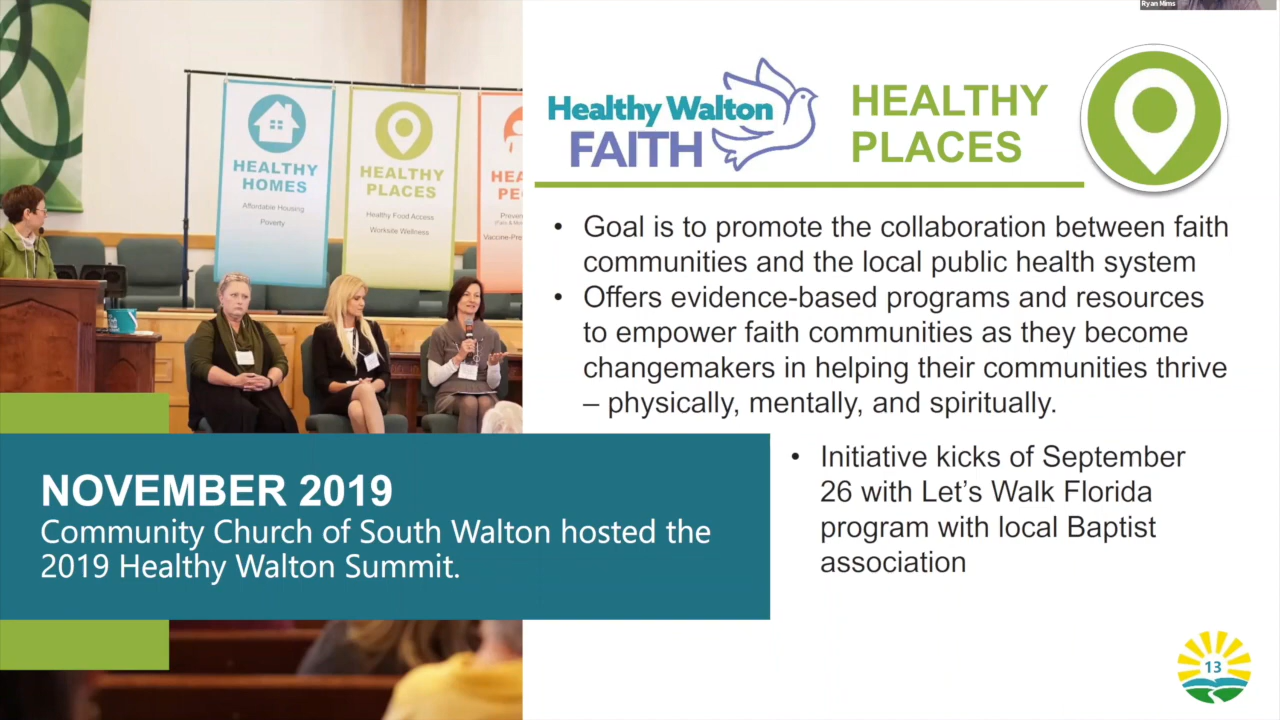 Ryan Mims
HEALTHY
HOMES
Affordable Housing
Poverty
HEALTHY
PLACES
Healthy Food Access
Worksite Wellness
Healthy Walton
FAITH
HEALTHY
PLACES
• Goal is to promote the collaboration between faith
communities and the local public health system
• Offers evidence-based programs and resources
to empower faith communities as they become
changemakers in helping their communities thrive
– physically, mentally, and spiritually.
• Initiative kicks of September
26 with Let's Walk Florida
program with local Baptist
association
NOVEMBER 2019
Community Church of South Walton hosted the
2019 Healthy Walton Summit.
13